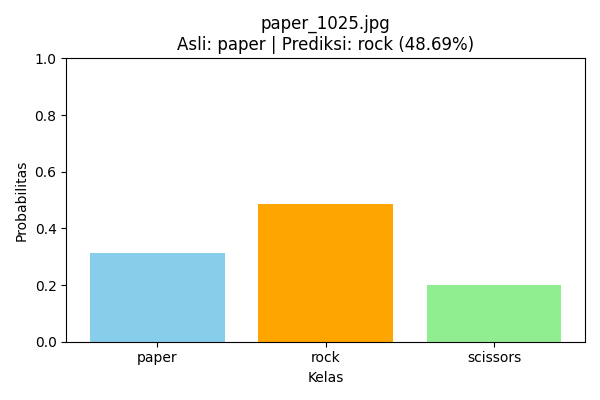 paper_1025.jpg
Asli: paper | Prediksi: rock (48.69%)
1.0
0.8
0.6
0.4
0.2
0.0
Probabilitas
paper rock scissors
Kelas